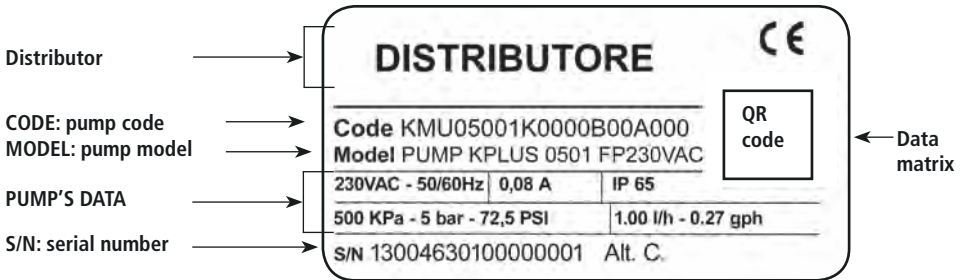 Distributor
DISTRIBUTORE
CE
CODE: pump code
MODEL: pump model
Code KMU05001K0000B00A000
Model PUMP KPLUS 0501 FP230VAC
QR
code
Data
matrix
PUMP'S DATA
230VAC - 50/60Hz 0,08 A IP 65
500 KPa - 5 bar - 72,5 PSI 1.00 l/h - 0.27 gph
S/N: serial number
S/N 13004630100000001 Alt. C.